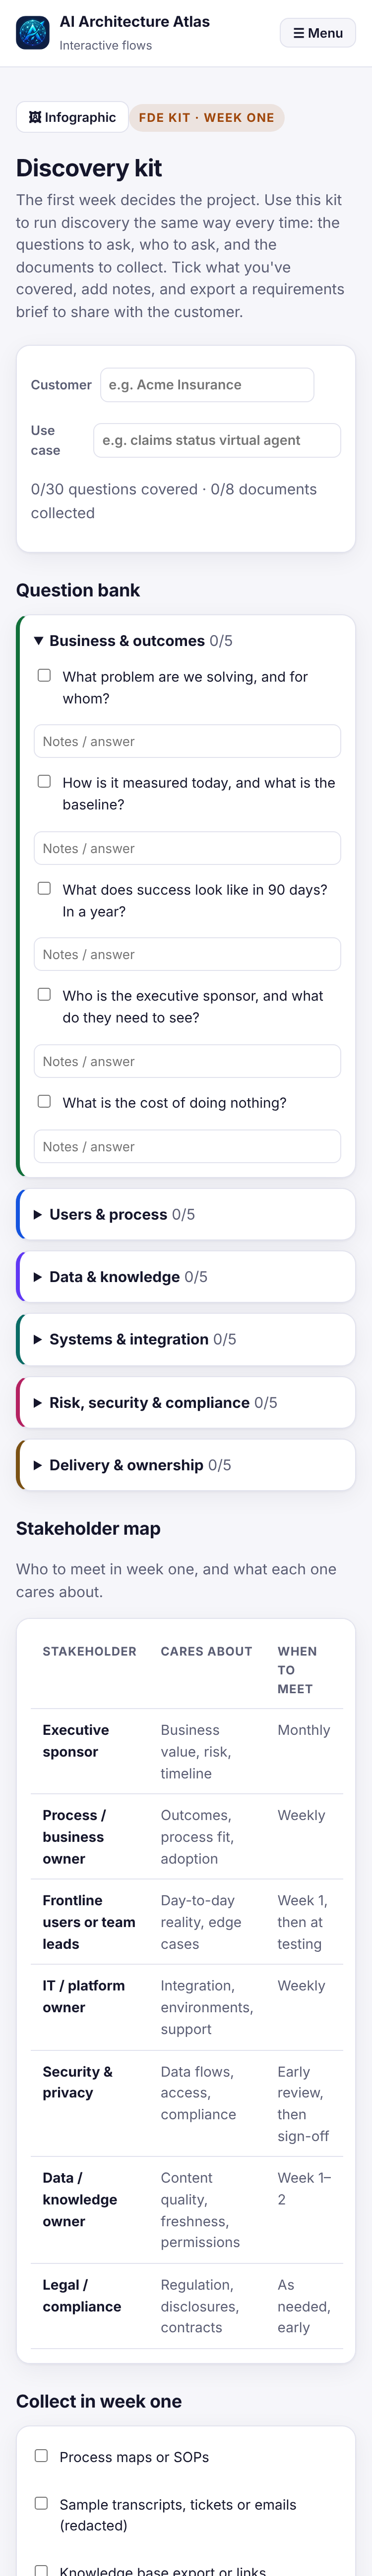 AI Architecture Atlas
Interactive flows
☰ Menu
🖼 Infographic
FDE KIT · WEEK ONE
Discovery kit
The first week decides the project. Use this kit
to run discovery the same way every time: the
questions to ask, who to ask, and the
documents to collect. Tick what you've
covered, add notes, and export a requirements
brief to share with the customer.
Customer
e.g. Acme Insurance
Use
case
e.g. claims status virtual agent
0/30 questions covered · 0/8 documents
collected
Question bank
▼ Business & outcomes 0/5
What problem are we solving, and for
whom?
Notes / answer
How is it measured today, and what is the
baseline?
Notes / answer
What does success look like in 90 days?
In a year?
Notes / answer
Who is the executive sponsor, and what
do they need to see?
Notes / answer
What is the cost of doing nothing?
Notes / answer
▶ Users & process 0/5
▶ Data & knowledge 0/5
▶ Systems & integration 0/5
▶ Risk, security & compliance 0/5
▶ Delivery & ownership 0/5
Stakeholder map
Who to meet in week one, and what each one
cares about.
STAKEHOLDER
CARES ABOUT
WHEN
TO
MEET
Executive
sponsor
Business
value, risk,
timeline
Monthly
Process /
business
owner
Outcomes,
process fit,
adoption
Weekly
Frontline
users or team
leads
Day-to-day
reality, edge
cases
Week 1,
then at
testing
IT / platform
owner
Integration,
environments,
support
Weekly
Security &
privacy
Data flows,
access,
compliance
Early
review,
then
sign-off
Data /
knowledge
owner
Content
quality,
freshness,
permissions
Week 1–
2
Legal /
compliance
Regulation,
disclosures,
contracts
As
needed,
early
Collect in week one
Process maps or SOPs
Sample transcripts, tickets or emails
(redacted)
Knowledge base export or links